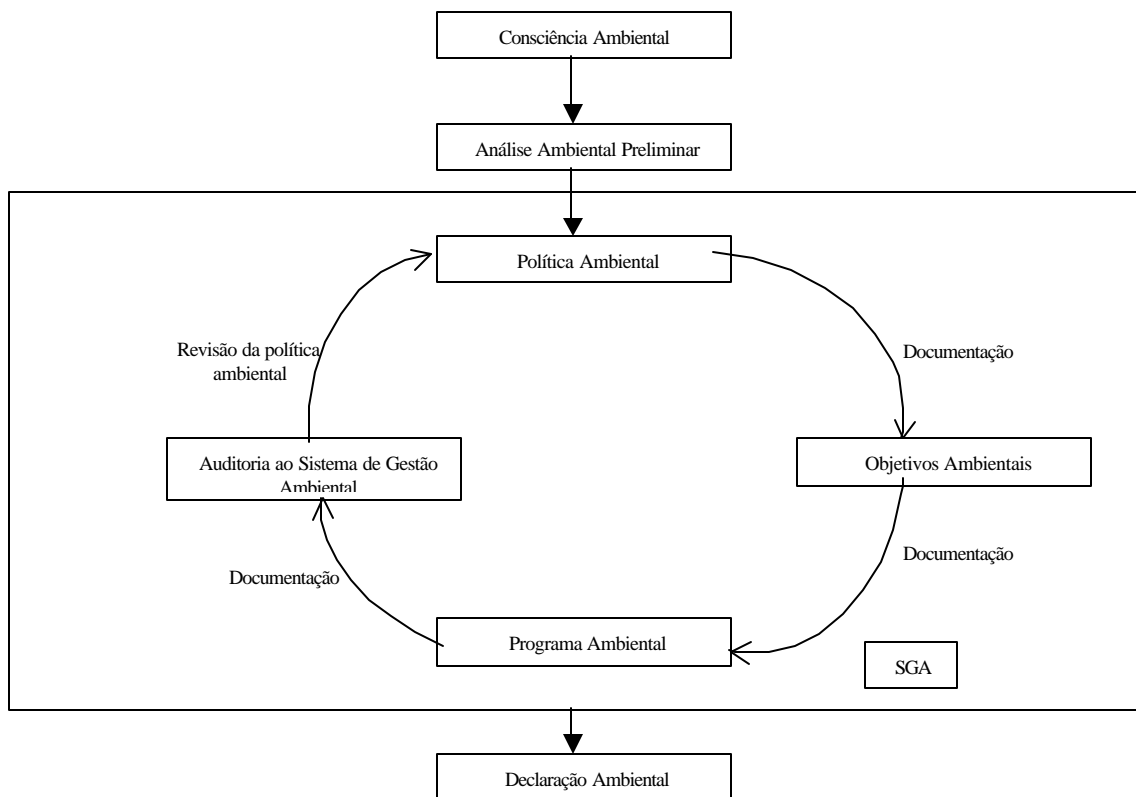 Consciência Ambiental
Análise Ambiental Preliminar
Política Ambiental
Revisão da política
ambiental
Documentação
Auditoria ao Sistema de Gestão
Ambiental
Objetivos Ambientais
Documentação
Documentação
Programa Ambiental
SGA
Declaração Ambiental